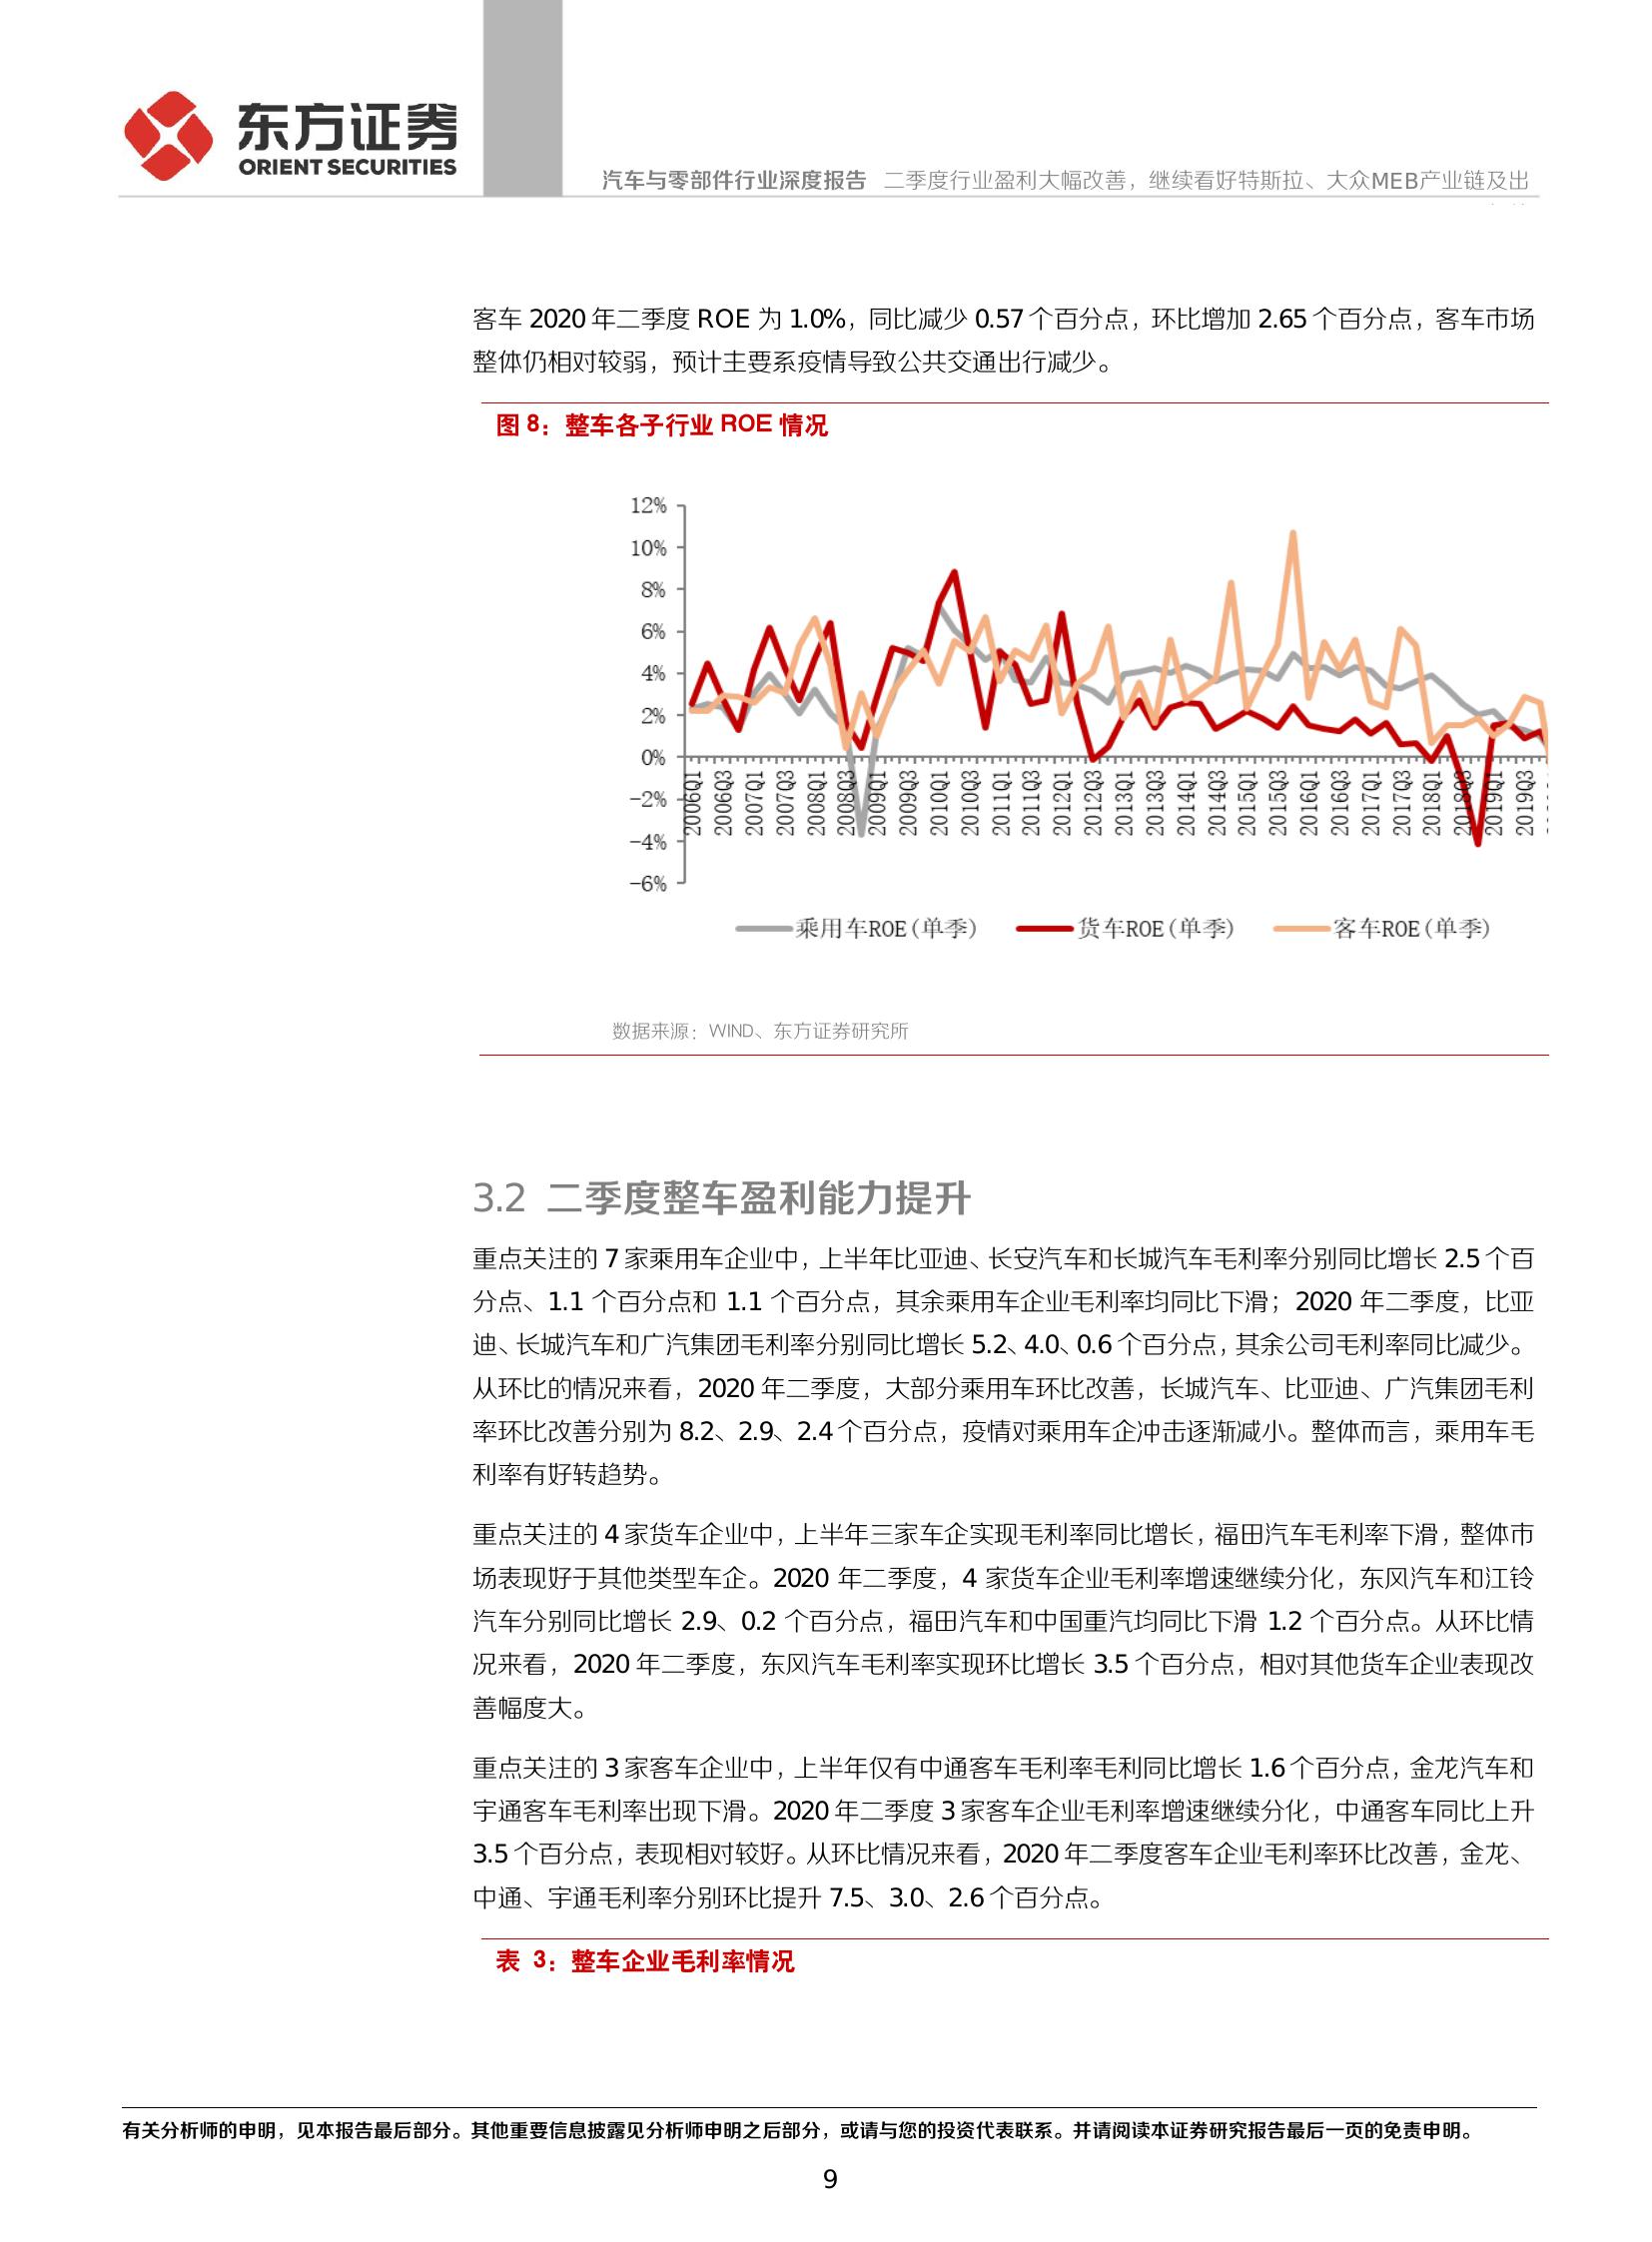 东方证券
ORIENT SECURITIES
汽车与零部件行业深度报告 二季度行业盈利大幅改善，继续看好特斯拉、大众MEB产业链及出
客车 2020 年二季度 ROE 为 1.0%，同比减少 0.57 个百分点，环比增加 2.65 个百分点，客车市场
整体仍相对较弱，预计主要系疫情导致公共交通出行减少。
图 8：整车各子行业 ROE 情况
12%
10%
8%
6%
4%
2%
0%
-2%
-4%
-6%
2006Q1 2006Q3 2007Q1 2007Q3 2008Q1 2008Q3 2009Q1 2009Q3 2010Q1 2010Q3 2011Q1 2011Q3 2012Q1 2012Q3 2013Q1 2013Q3 2014Q1 2014Q3 2015Q1 2015Q3 2016Q1 2016Q3 2017Q1 2017Q3 2018Q1 2018Q3 2019Q1 2019Q3
乘用车ROE(单季) 货车ROE(单季) 客车ROE(单季)
数据来源：WIND、东方证券研究所
3.2 二季度整车盈利能力提升
重点关注的 7 家乘用车企业中，上半年比亚迪、长安汽车和长城汽车毛利率分别同比增长 2.5 个百
分点、1.1 个百分点和 1.1 个百分点，其余乘用车企业毛利率均同比下滑；2020 年二季度，比亚
迪、长城汽车和广汽集团毛利率分别同比增长 5.2、4.0、0.6 个百分点，其余公司毛利率同比减少。
从环比的情况来看，2020 年二季度，大部分乘用车环比改善，长城汽车、比亚迪、广汽集团毛利
率环比改善分别为 8.2、2.9、2.4 个百分点，疫情对乘用车企冲击逐渐减小。整体而言，乘用车毛
利率有好转趋势。
重点关注的 4 家货车企业中，上半年三家车企实现毛利率同比增长，福田汽车毛利率下滑，整体市
场表现好于其他类型车企。2020 年二季度，4 家货车企业毛利率增速继续分化，东风汽车和江铃
汽车分别同比增长 2.9、0.2 个百分点，福田汽车和中国重汽均同比下滑 1.2 个百分点。从环比情
况来看，2020 年二季度，东风汽车毛利率实现环比增长 3.5 个百分点，相对其他货车企业表现改
善幅度大。
重点关注的 3 家客车企业中，上半年仅有中通客车毛利率毛利同比增长 1.6 个百分点，金龙汽车和
宇通客车毛利率出现下滑。2020 年二季度 3 家客车企业毛利率增速继续分化，中通客车同比上升
3.5 个百分点，表现相对较好。从环比情况来看，2020 年二季度客车企业毛利率环比改善，金龙、
中通、宇通毛利率分别环比提升 7.5、3.0、2.6 个百分点。
表 3：整车企业毛利率情况
有关分析师的申明，见本报告最后部分。其他重要信息披露见分析师申明之后部分，或请与您的投资代表联系。并请阅读本证券研究报告最后一页的免责申明。
9